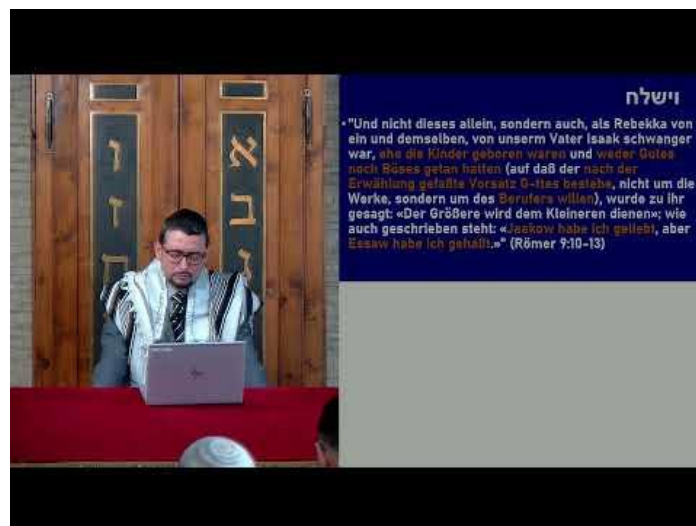 וישלח
• "Und nicht dieses allein, sondern auch, als Rebekka von
ein und demselben, von unserm Vater Isaak schwanger
war, ehe die Kinder geboren waren und weder Gutes
noch Böses getan hatten (auf daß der nach der
Erwählung gefaßte Vorsatz G-ttes bestehe, nicht um die
Werke, sondern um des Berufers willen), wurde zu ihr
gesagt: «Der Größere wird dem Kleineren dienen»; wie
auch geschrieben steht: «Jaakow habe ich geliebt, aber
Essaw habe ich gehaßt.»" (Römer 9:10-13)
א
ב
ו
ז